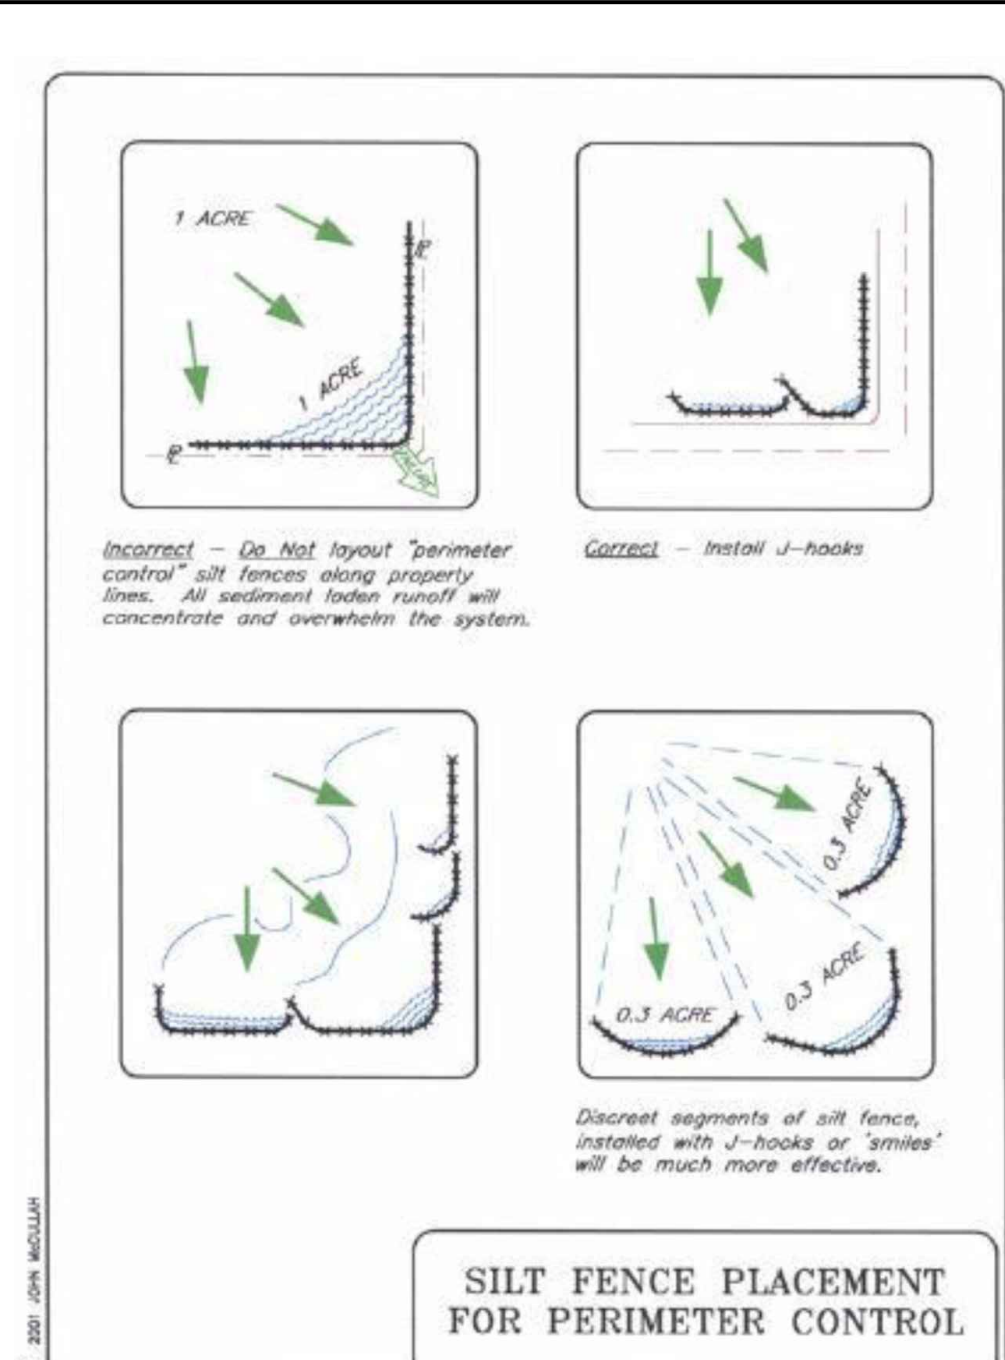 1 ACRE
PL
1 ACRE
PL
Incorrect - Do Not layout "perimeter
control" silt fences along property
lines. All sediment laden runoff will
concentrate and overwhelm the system.
Correct - Install J-hooks
0.3 ACRE
0.3 ACRE
0.3 ACRE
Discreet segments of silt fence,
installed with J-hooks or 'smiles'
will be much more effective.
2001 JOHN McCULLAH
SILT FENCE PLACEMENT
FOR PERIMETER CONTROL